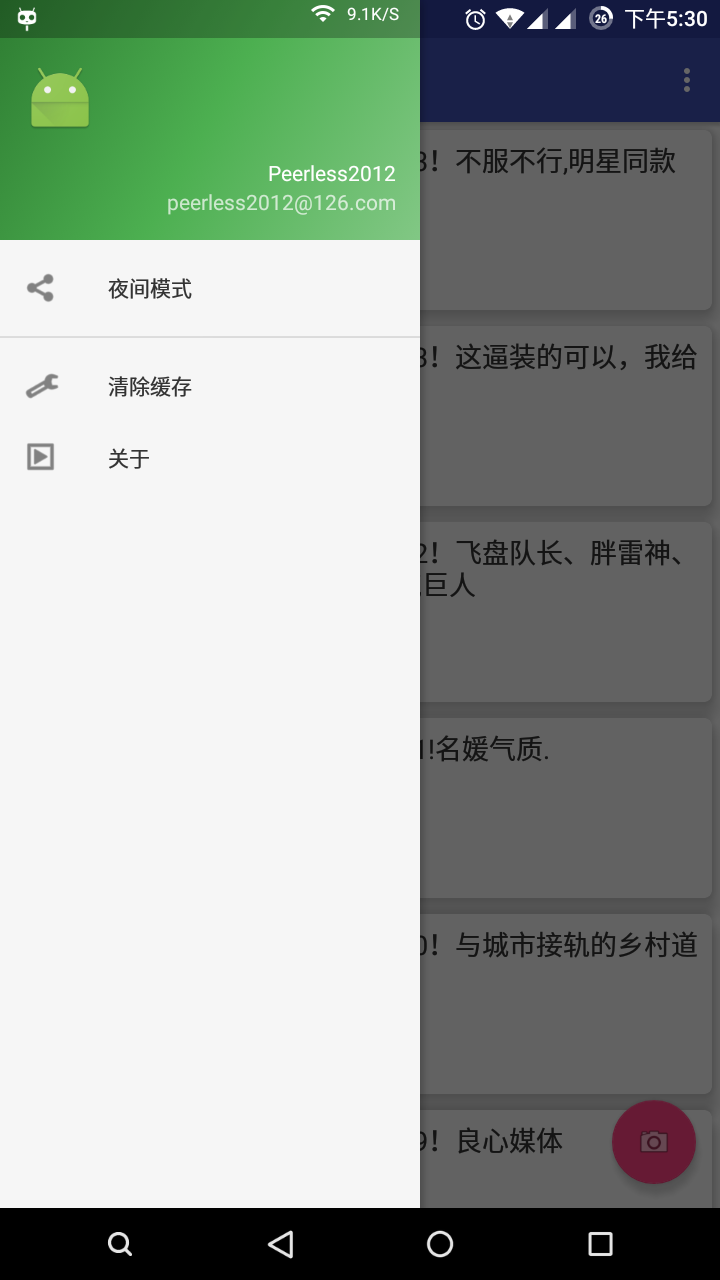 9.1K/S
26
下午5:30
Peerless2012
peerless2012@126.com
夜间模式
清除缓存
关于
！不服不行,明星同款
！这逼装的可以，我给
2！飞盘队长、胖雷神、
巨人
!名媛气质.
！与城市接轨的乡村道
9！良心媒体